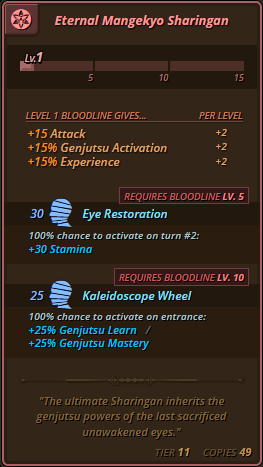 Eternal Mangekyo Sharingan
Lv.1
5 10 15
LEVEL 1 BLOODLINE GIVES... PER LEVEL
+15 Attack +2
+15% Genjutsu Activation +2
+15% Experience +2
REQUIRES BLOODLINE LV. 5
30 Eye Restoration
100% chance to activate on turn #2:
+30 Stamina
REQUIRES BLOODLINE LV. 10
25 Kaleidoscope Wheel
100% chance to activate on entrance:
+25% Genjutsu Learn /
+25% Genjutsu Mastery
"The ultimate Sharingan inherits the
genjutsu powers of the last sacrificed
unawakened eyes."
TIER 11 COPIES 49